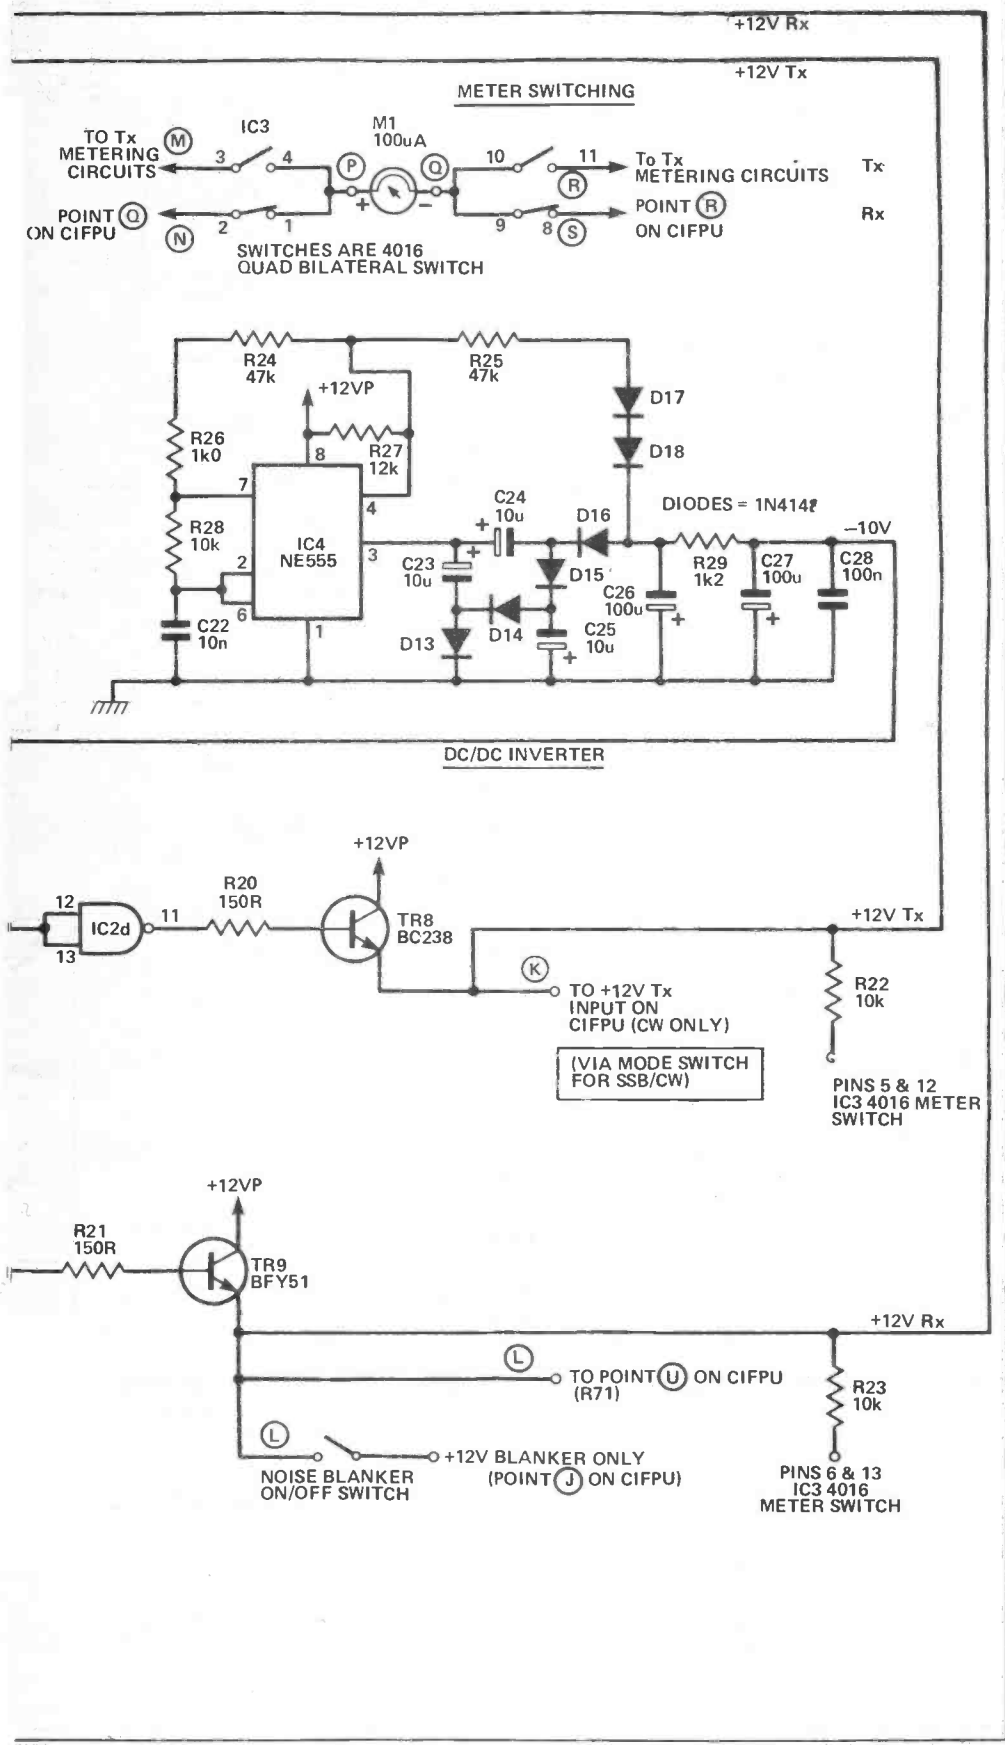 +12V Rx
+12V Tx
METER SWITCHING
TO Tx
METERING
CIRCUITS
M
IC3
3
4
P
M1
100uA
Q
10
11
R
To Tx
METERING CIRCUITS
Tx
POINT Q
ON CIFPU
N
2
1
+
−
9
8
S
POINT R
ON CIFPU
Rx
SWITCHES ARE 4016
QUAD BILATERAL SWITCH
R24
47k
R25
47k
+12VP
D17
R26
1k0
8
R27
12k
D18
7
4
DIODES = 1N414
R28
10k
IC4
NE555
3
C24
10u
+
D16
−10V
2
C23
10u
+
D15
R29
1k2
C27
100u
C28
100n
6
C26
100u
+
+
C22
10n
1
D13
D14
C25
10u
+
DC/DC INVERTER
+12VP
R20
150R
12
13
IC2d
11
TR8
BC238
+12V Tx
K
TO +12V Tx
INPUT ON
CIFPU (CW ONLY)
R22
10k
(VIA MODE SWITCH
FOR SSB/CW)
PINS 5 & 12
IC3 4016 METER
SWITCH
+12VP
R21
150R
TR9
BFY51
+12V Rx
L
TO POINT U ON CIFPU
(R71)
R23
10k
L
+12V BLANKER ONLY
(POINT J ON CIFPU)
NOISE BLANKER
ON/OFF SWITCH
PINS 6 & 13
IC3 4016
METER SWITCH